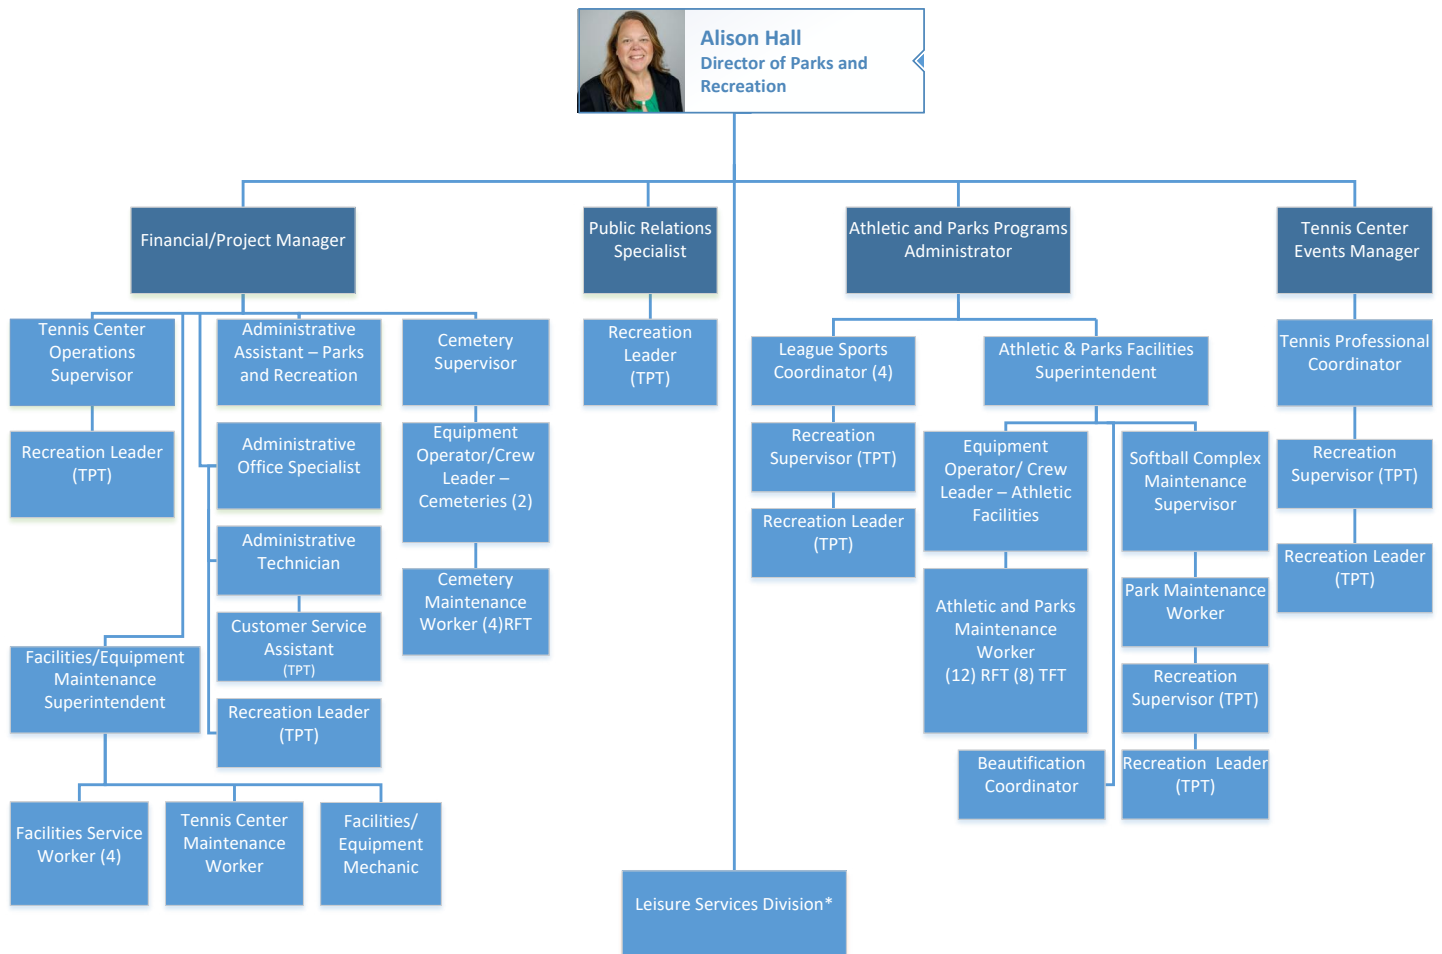 Alison Hall
Director of Parks and
Recreation
Financial/Project Manager
Public Relations
Specialist
Athletic and Parks Programs
Administrator
Tennis Center
Events Manager
Tennis Center
Operations
Supervisor
Recreation Leader
(TPT)
Administrative
Assistant – Parks
and Recreation
Administrative
Office Specialist
Administrative
Technician
Customer Service
Assistant
(TPT)
Recreation Leader
(TPT)
Cemetery
Supervisor
Equipment
Operator/Crew
Leader –
Cemeteries (2)
Cemetery
Maintenance
Worker (4)RFT
Facilities/Equipment
Maintenance
Superintendent
Facilities Service
Worker (4)
Tennis Center
Maintenance
Worker
Facilities/
Equipment
Mechanic
Recreation
Leader
(TPT)
League Sports
Coordinator (4)
Recreation
Supervisor (TPT)
Recreation Leader
(TPT)
Athletic & Parks Facilities
Superintendent
Equipment
Operator/ Crew
Leader – Athletic
Facilities
Athletic and Parks
Maintenance
Worker
(12) RFT (8) TFT
Beautification
Coordinator
Softball Complex
Maintenance
Supervisor
Park Maintenance
Worker
Recreation
Supervisor (TPT)
Recreation  Leader
(TPT)
Tennis Professional
Coordinator
Recreation
Supervisor (TPT)
Recreation Leader
(TPT)
Leisure Services Division*